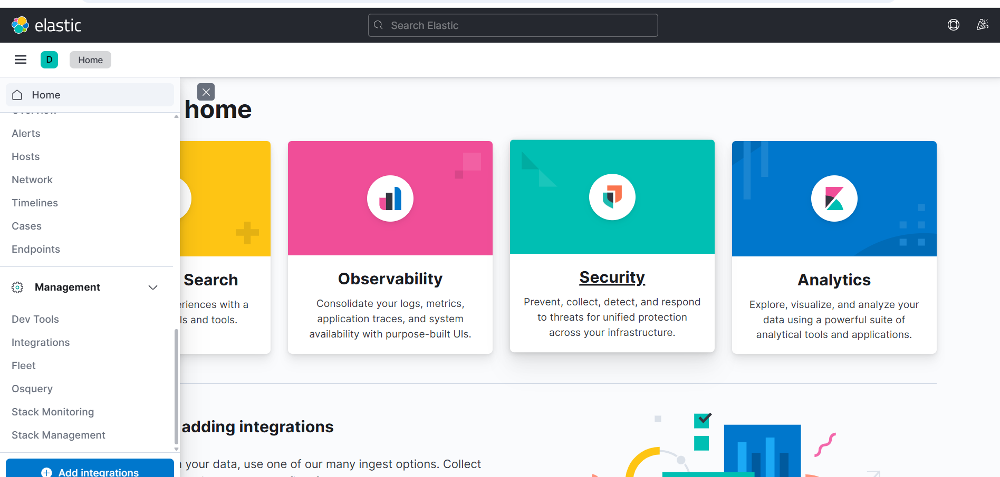 elastic
Search Elastic
D
Home
Home
Overview
Alerts
Hosts
Network
Timelines
Cases
Endpoints
Management
Dev Tools
Integrations
Fleet
Osquery
Stack Monitoring
Stack Management
Add integrations
home
Search
eriences with a
ls and tools.
Observability
Consolidate your logs, metrics,
application traces, and system
availability with purpose-built UIs.
Security
Prevent, collect, detect, and respond
to threats for unified protection
across your infrastructure.
Analytics
Explore, visualize, and analyze your
data using a powerful suite of
analytical tools and applications.
adding integrations
your data, use one of our many ingest options. Collect